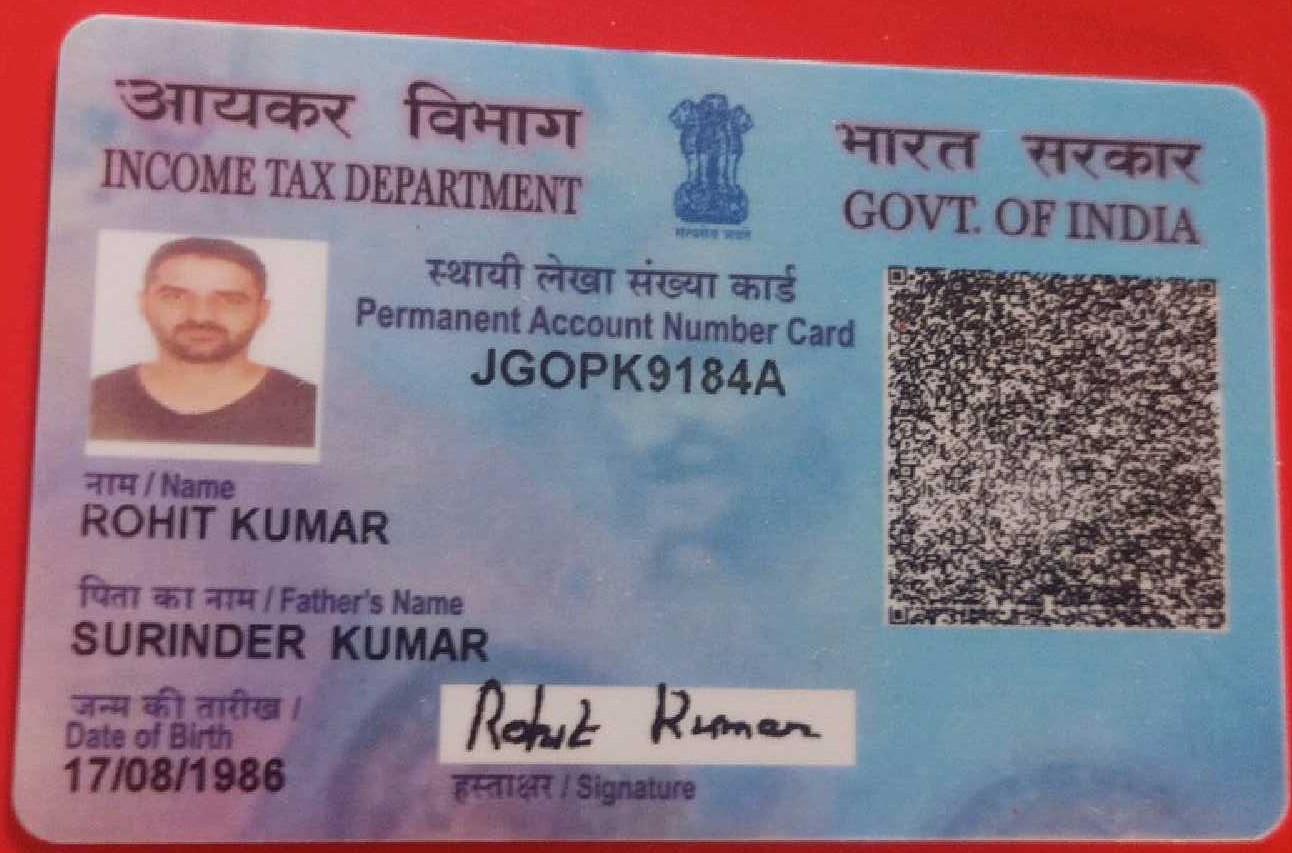 आयकर विभाग
INCOME TAX DEPARTMENT
सत्यमेव जयते
भारत सरकार
GOVT. OF INDIA
स्थायी लेखा संख्या कार्ड
Permanent Account Number Card
JGOPK9184A
नाम / Name
ROHIT KUMAR
पिता का नाम / Father's Name
SURINDER KUMAR
जन्म की तारीख /
Date of Birth
17/08/1986
Rohit Kumar
हस्ताक्षर / Signature